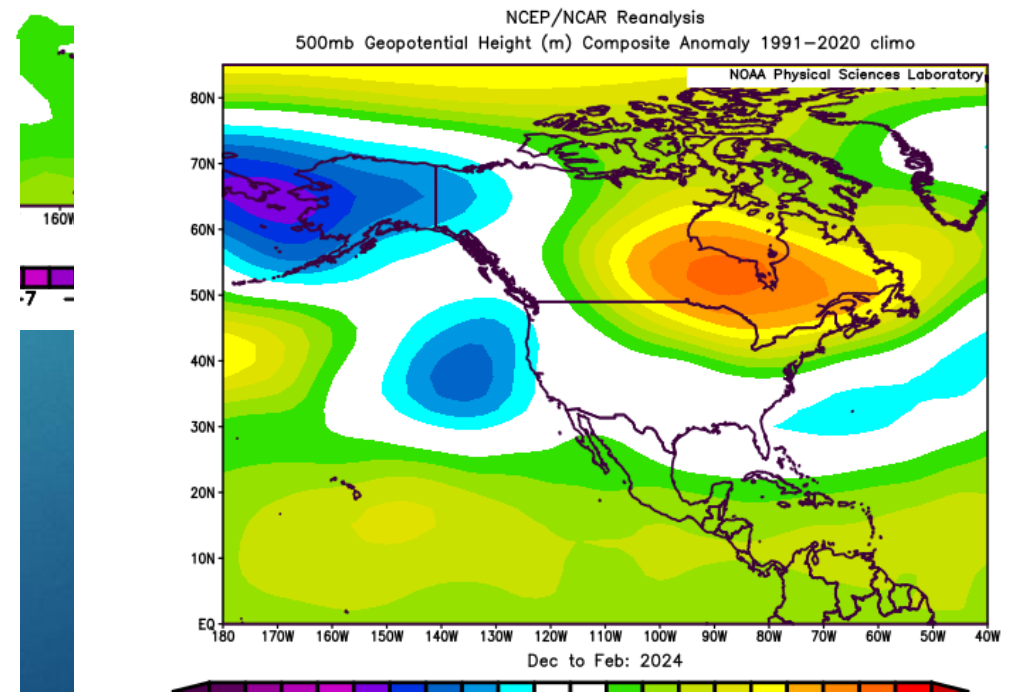 NCEP/NCAR Reanalysis
500mb Geopotential Height (m) Composite Anomaly 1991-2020 climo
NOAA Physical Sciences Laboratory
80N
70N
60N
50N
40N
30N
20N
10N
EQ
180 170W 160W 150W 140W 130W 120W 110W 100W 90W 80W 70W 60W 50W 40W
Dec to Feb: 2024
160W
-7